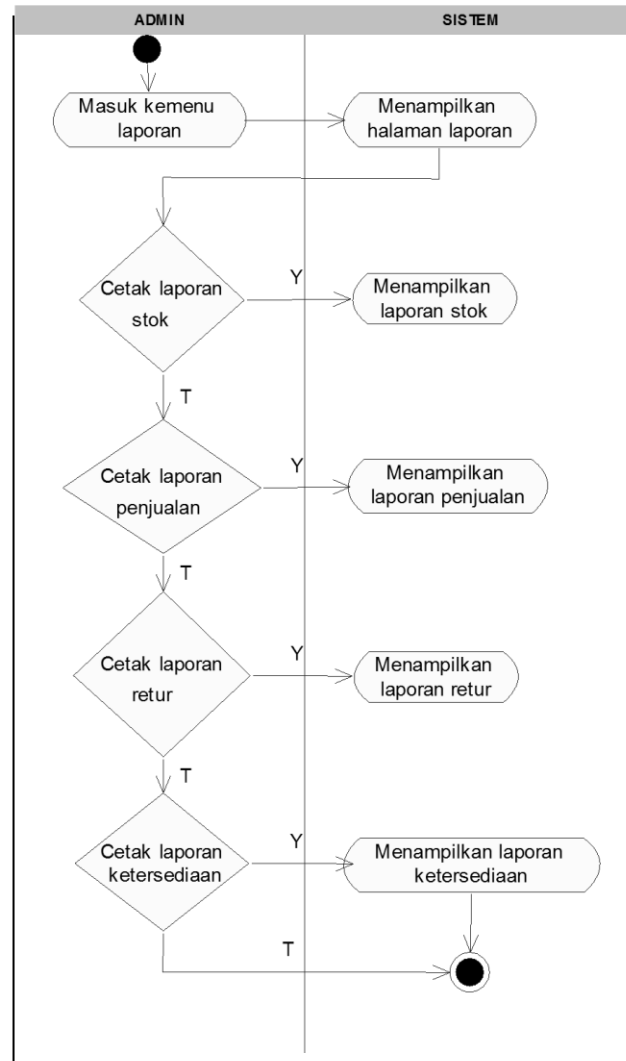 ADMIN
SISTEM
Masuk kemenu
laporan
Menampilkan
halaman laporan
Cetak laporan
stok
Y
Menampilkan
laporan stok
T
Cetak laporan
penjualan
Y
Menampilkan
laporan penjualan
T
Cetak laporan
retur
Y
Menampilkan
laporan retur
T
Cetak laporan
ketersediaan
Y
Menampilkan laporan
ketersediaan
T